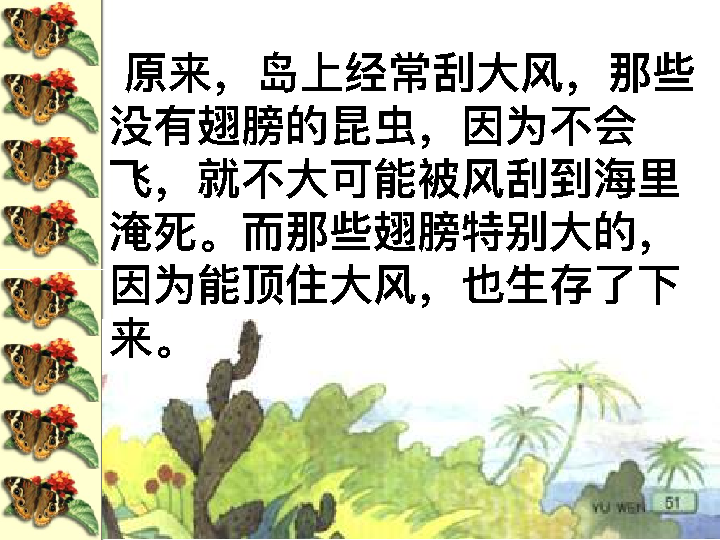 原来，岛上经常刮大风，那些
没有翅膀的昆虫，因为不会
飞，就不大可能被风刮到海里
淹死。而那些翅膀特别大的，
因为能顶住大风，也生存了下
来。
YU WEN 51